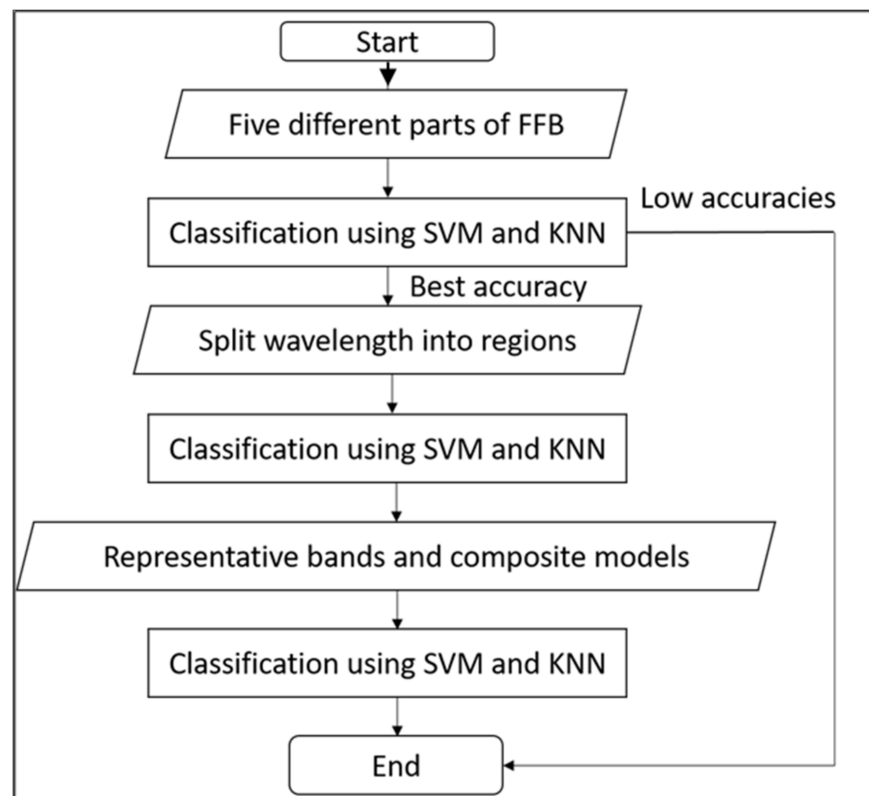 Start
Five different parts of FFB
Low accuracies
Classification using SVM and KNN
Best accuracy
Split wavelength into regions
Classification using SVM and KNN
Representative bands and composite models
Classification using SVM and KNN
End